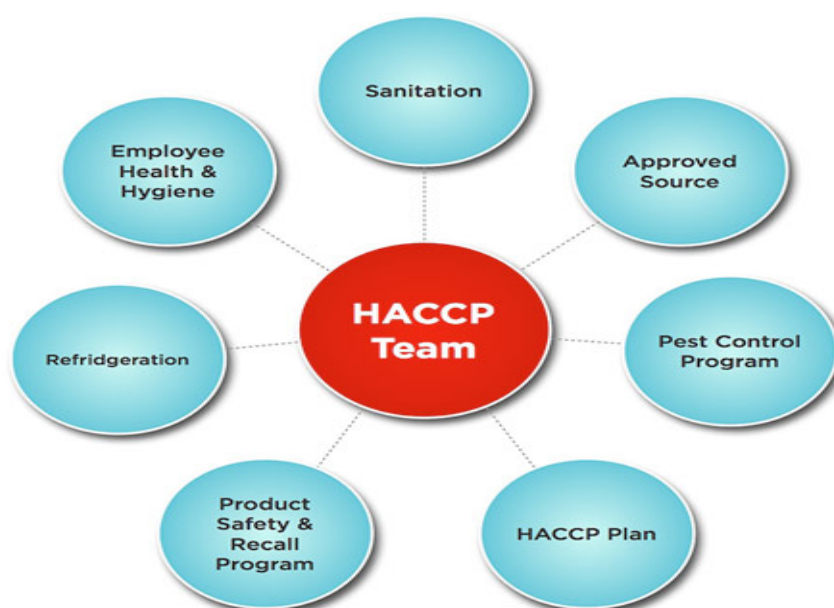 Sanitation
Employee
Health &
Hygiene
Approved
Source
HACCP
Team
Refridgeration
Pest Control
Program
Product
Safety &
Recall
Program
HACCP Plan